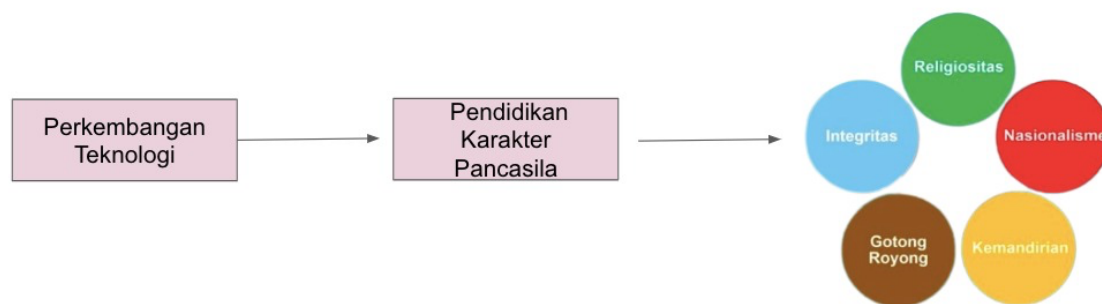 Perkembangan
Teknologi
Pendidikan
Karakter
Pancasila
Religiositas
Integritas
Nasionalisme
Gotong
Royong
Kemandirian